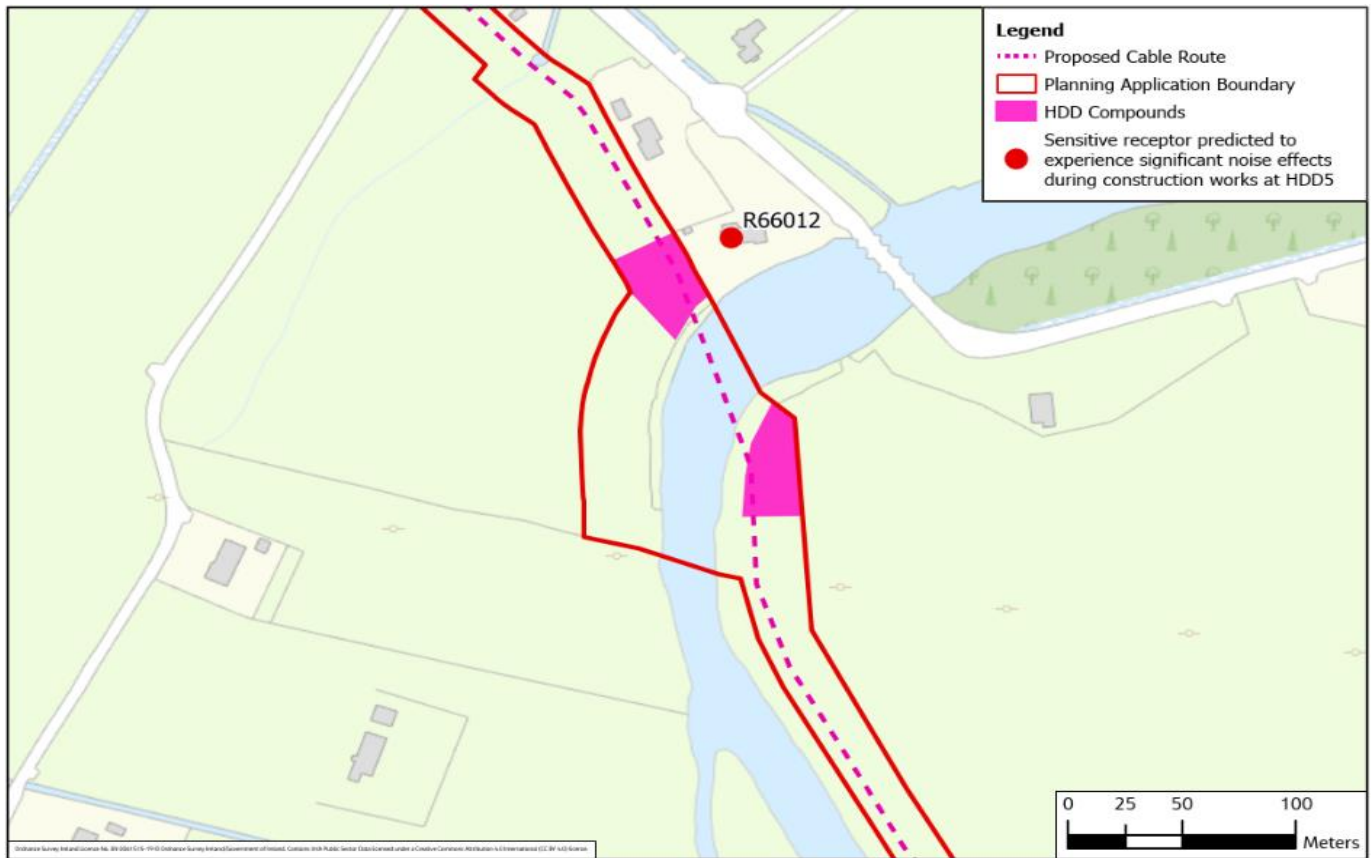 Legend
Proposed Cable Route
Planning Application Boundary
HDD Compounds
Sensitive receptor predicted to
experience significant noise effects
during construction works at HDD5
R66012
0 25 50 100
Meters